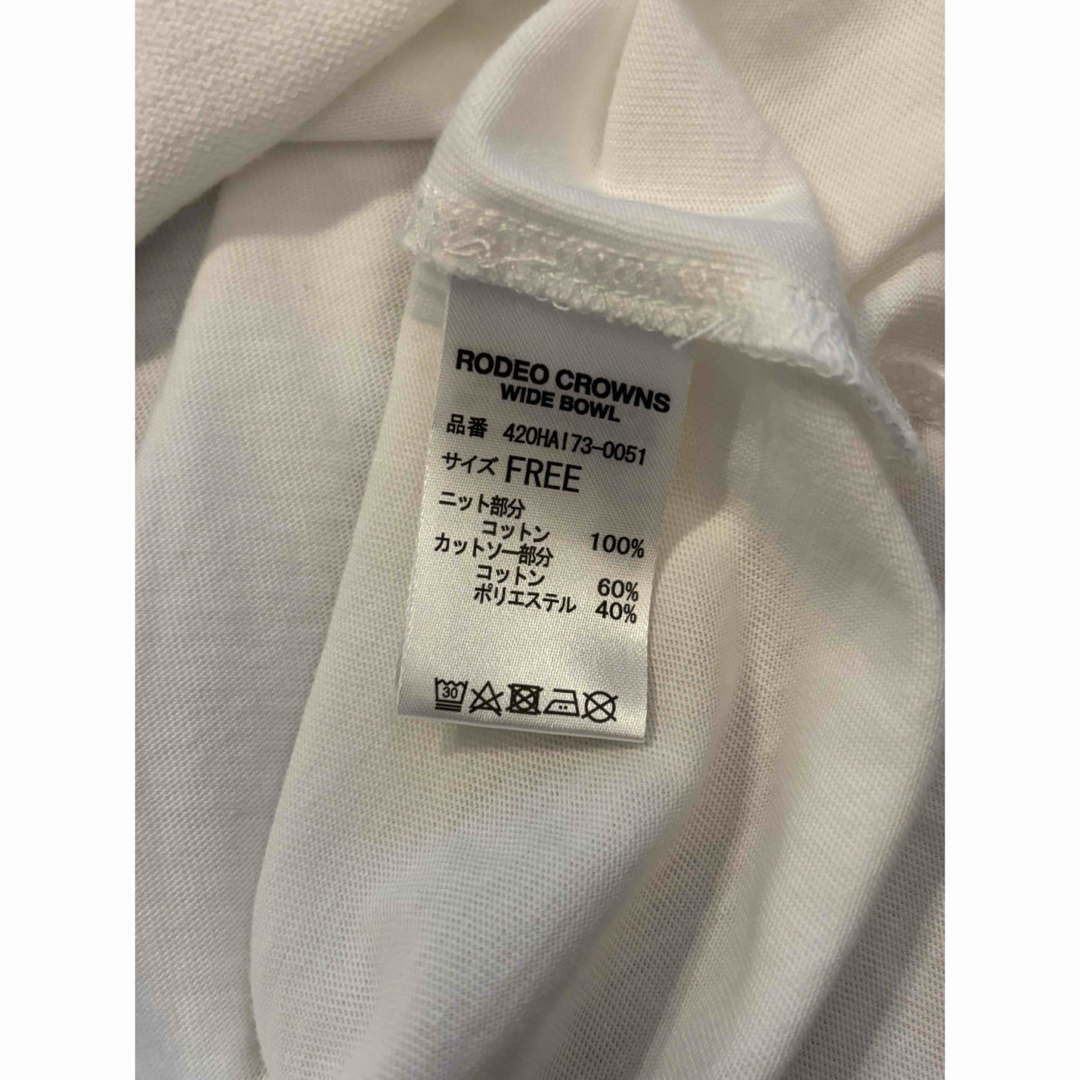 RODEO CROWNS
WIDE BOWL
品番 420HAI73-0051
サイズ FREE
ニット部分
コットン 100%
カットソー部分
コットン 60%
ポリエステル 40%
30